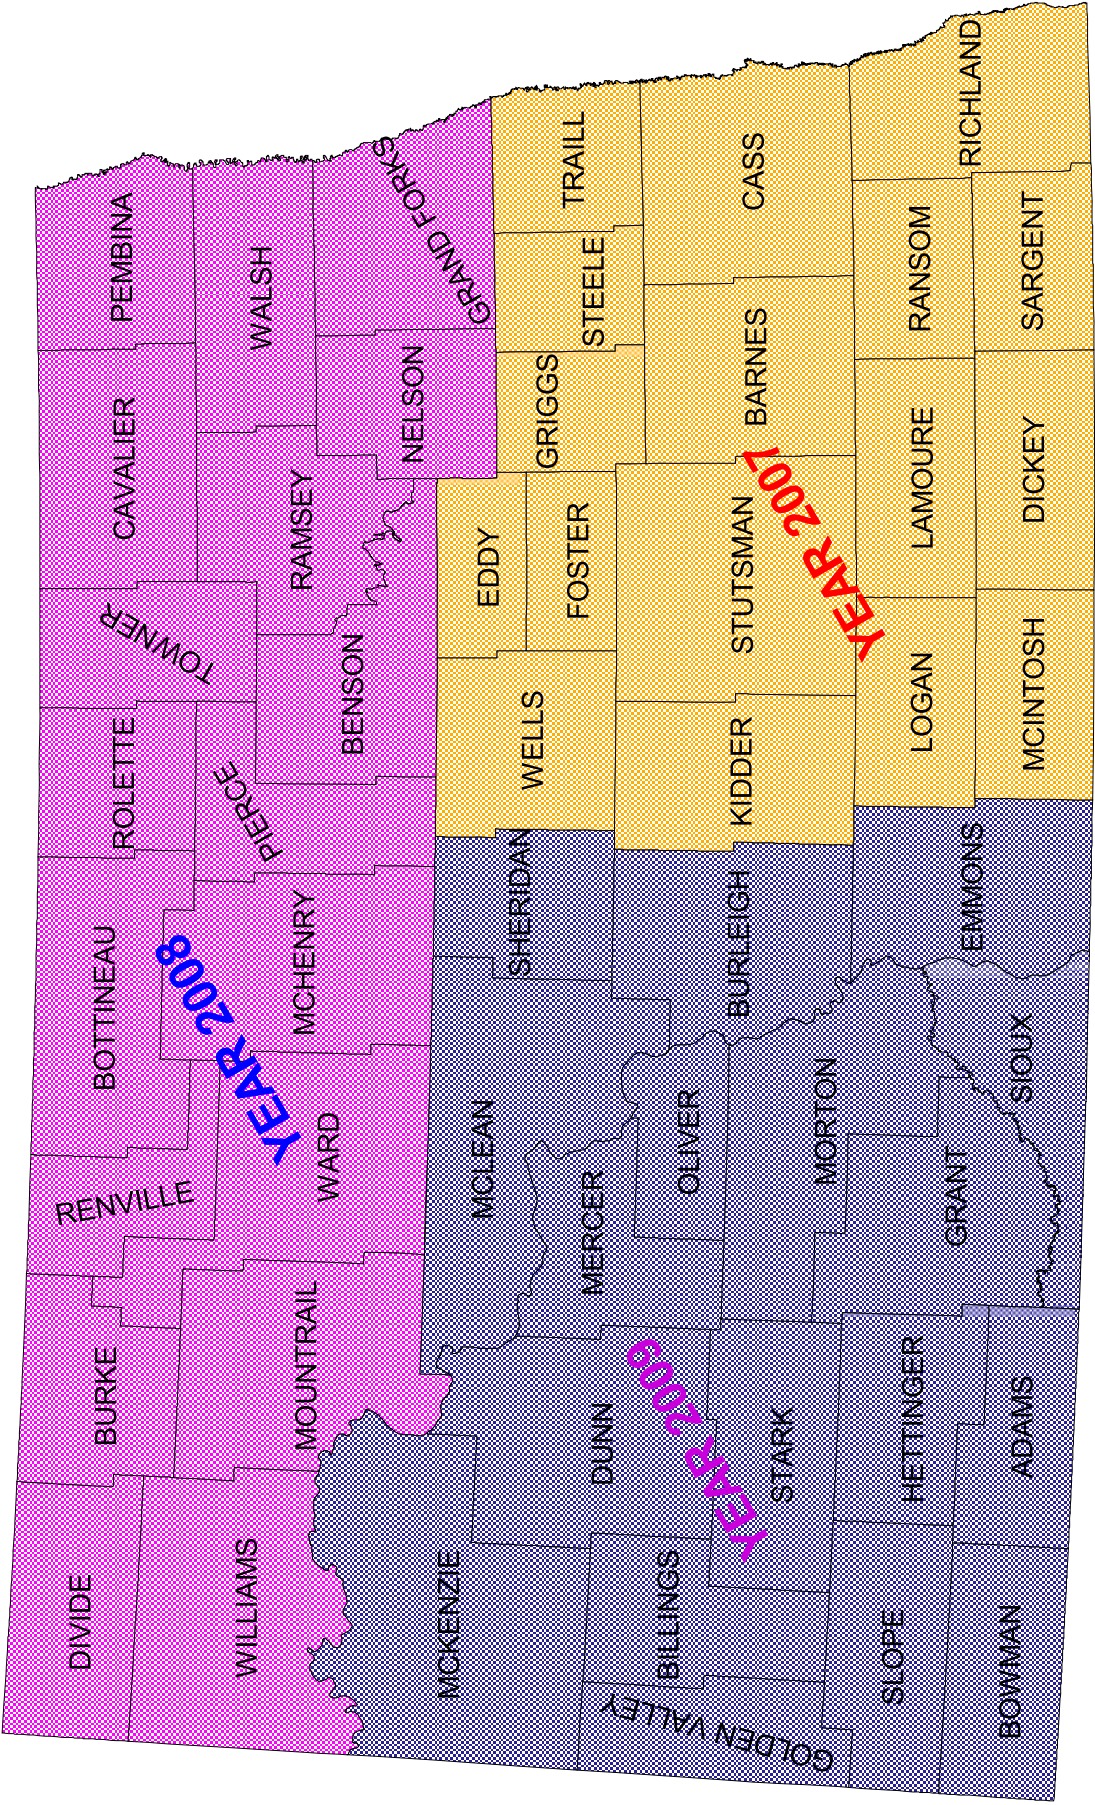 DIVIDE
BURKE
RENVILLE
BOTTINEAU
ROLETTE
TOWNER
CAVALIER
PEMBINA
WILLIAMS
MOUNTRAIL
WARD
YEAR 2008
MCHENRY
PIERCE
BENSON
RAMSEY
WALSH
NELSON
GRAND FORKS
MCKENZIE
MCLEAN
SHERIDAN
WELLS
EDDY
FOSTER
GRIGGS
STEELE
TRAILL
GOLDEN VALLEY
BILLINGS
DUNN
YEAR 2009
MERCER
OLIVER
BURLEIGH
KIDDER
STUTSMAN
YEAR 2007
BARNES
CASS
STARK
MORTON
SLOPE
HETTINGER
GRANT
EMMONS
LOGAN
LAMOURE
RANSOM
RICHLAND
BOWMAN
ADAMS
SIOUX
MCINTOSH
DICKEY
SARGENT